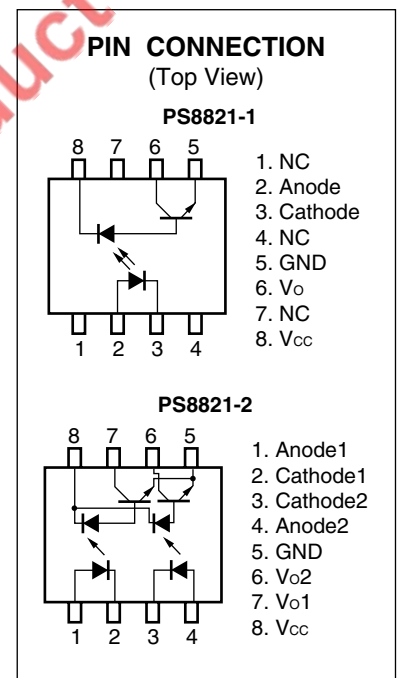 PIN CONNECTION
(Top View)
PS8821-1
8 7 6 5
1. NC
2. Anode
3. Cathode
4. NC
5. GND
6. Vo
7. NC
8. Vcc
1 2 3 4
PS8821-2
8 7 6 5
1. Anode1
2. Cathode1
3. Cathode2
4. Anode2
5. GND
6. Vo2
7. Vo1
8. Vcc
1 2 3 4